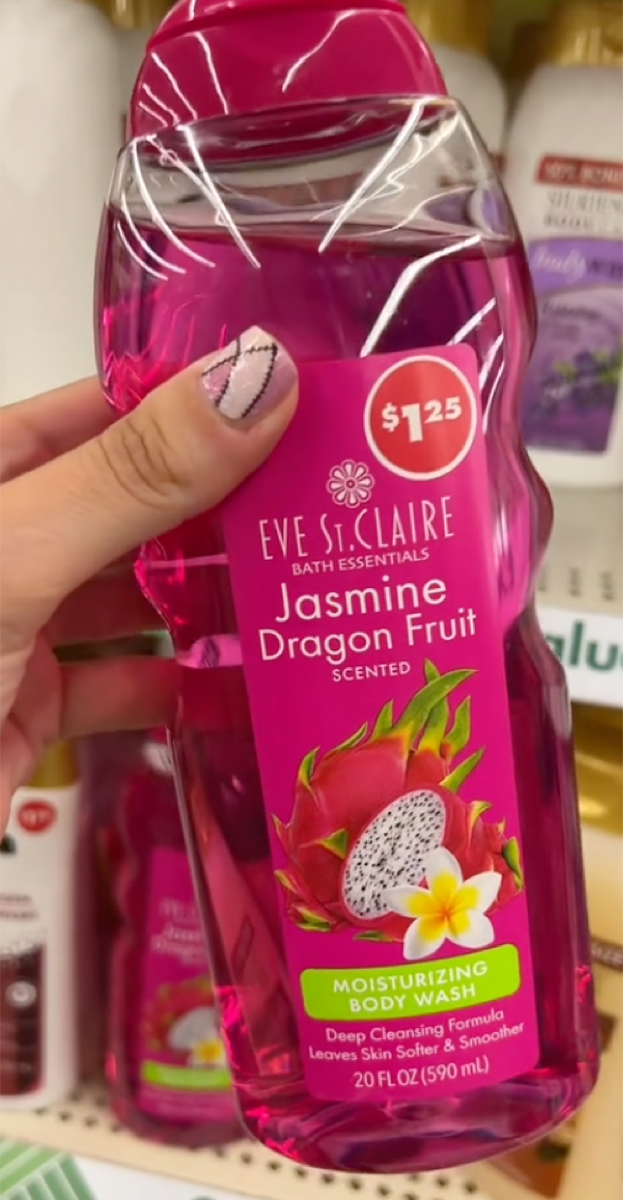 $1.25
EVE ST.CLAIRE
BATH ESSENTIALS
Jasmine
Dragon Fruit
SCENTED
MOISTURIZING
BODY WASH
Deep Cleansing Formula
Leaves Skin Softer & Smoother
20 FL OZ (590 mL)